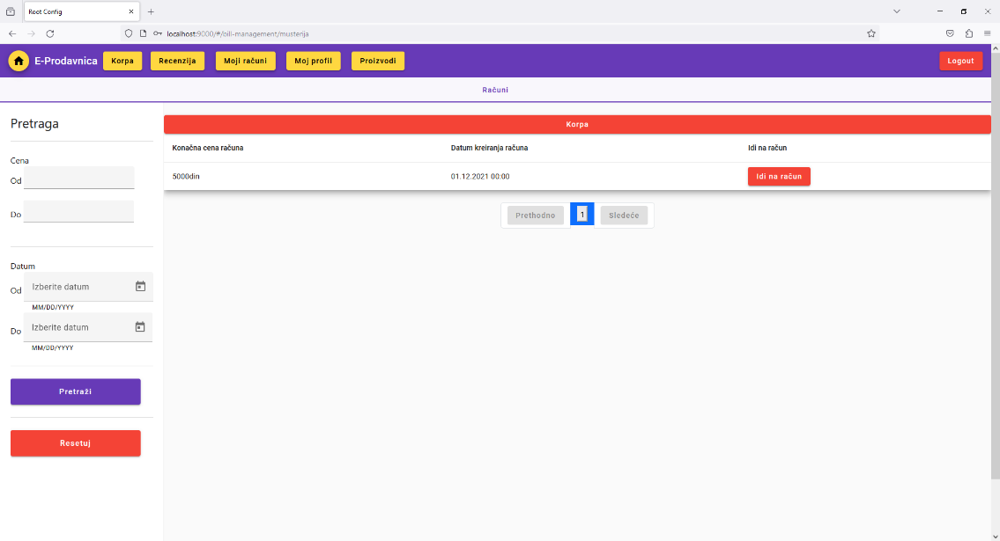 Root Config
localhost:9000/#/bill-management/musterija
E-Prodavnica
Korpa
Recenzija
Moji računi
Moj profil
Proizvodi
Logout
Računi
Pretraga
Cena
Od
Do
Datum
Od
Izberite datum
MM/DD/YYYY
Do
Izberite datum
MM/DD/YYYY
Pretraži
Resetuj
Korpa
Konačna cena računa Datum kreiranja računa Idi na račun
5000din 01.12.2021 00:00 Idi na račun
Prethodno 1 Sledeće